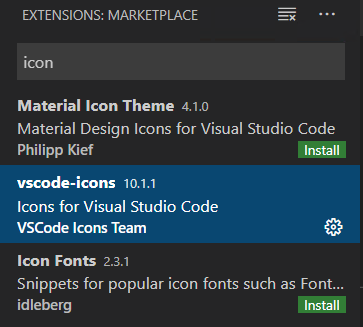 EXTENSIONS: MARKETPLACE
icon
Material Icon Theme 4.1.0
Material Design Icons for Visual Studio Code
Philipp Kief Install
vscode-icons 10.1.1
Icons for Visual Studio Code
VSCode Icons Team
Icon Fonts 2.3.1
Snippets for popular icon fonts such as Font...
idleberg Install